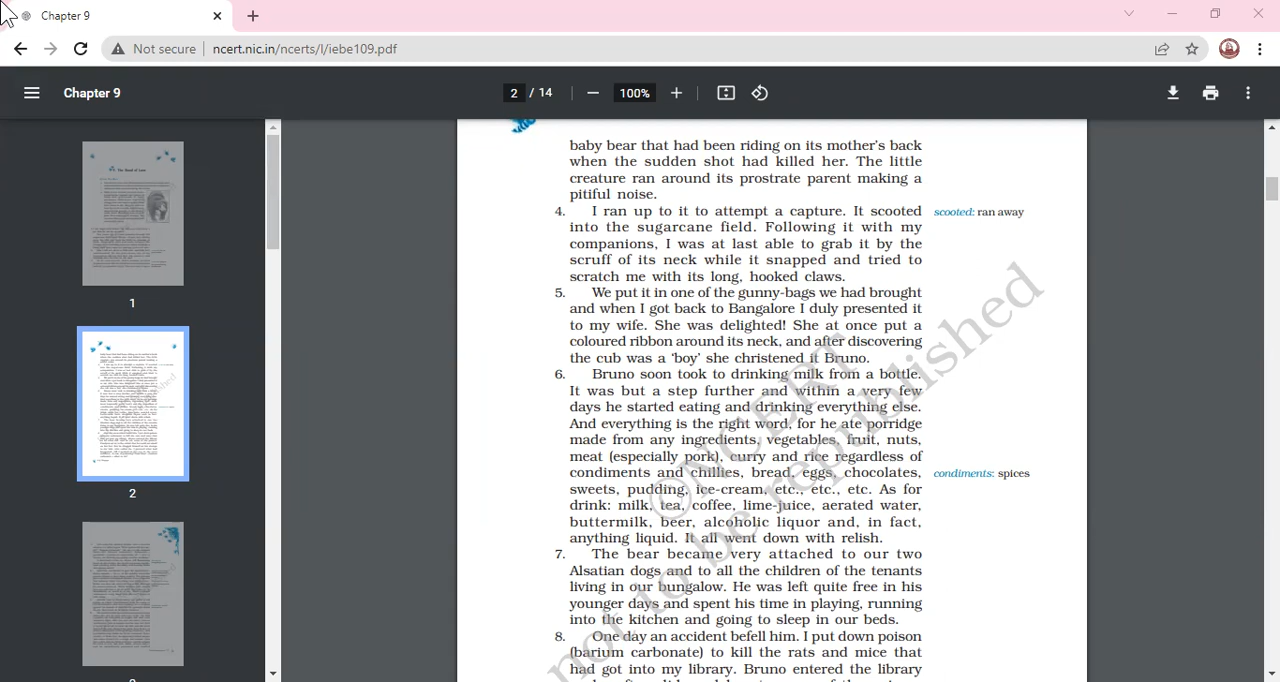 Chapter 9
Not secure
ncert.nic.in/ncerts/l/iebe109.pdf
Chapter 9
2 / 14
100%
1
2
baby bear that had been riding on its mother's back
when the sudden shot had killed her. The little
creature ran around its prostrate parent making a
pitiful noise.
4. I ran up to it to attempt a capture. It scooted
scooted: ran away
into the sugarcane field. Following it with my
companions, I was at last able to grab it by the
scruff of its neck while it snapped and tried to
scratch me with its long, hooked claws.
5. We put it in one of the gunny-bags we had brought
and when I got back to Bangalore I duly presented it
to my wife. She was delighted! She at once put a
coloured ribbon around its neck, and after discovering
the cub was a 'boy' she christened it Bruno.
6. Bruno soon took to drinking milk from a bottle.
It was but a step further and within a very few
days he started eating and drinking everything else.
And everything is the right word, for he ate porridge
made from any ingredients, vegetables, fruit, nuts,
meat (especially pork), curry and rice regardless of
condiments and chillies, bread, eggs, chocolates,
condiments: spices
sweets, pudding, ice-cream, etc., etc., etc. As for
drink: milk, tea, coffee, lime-juice, aerated water,
buttermilk, beer, alcoholic liquor and, in fact,
anything liquid. It all went down with relish.
7. The bear became very attached to our two
Alsatian dogs and to all the children of the tenants
living in our bungalow. He was left quite free in his
younger days and spent his time in playing, running
into the kitchen and going to sleep in our beds.
8. One day an accident befell him. I put down poison
(barium carbonate) to kill the rats and mice that
had got into my library. Bruno entered the library
© NCERT
not to be republished